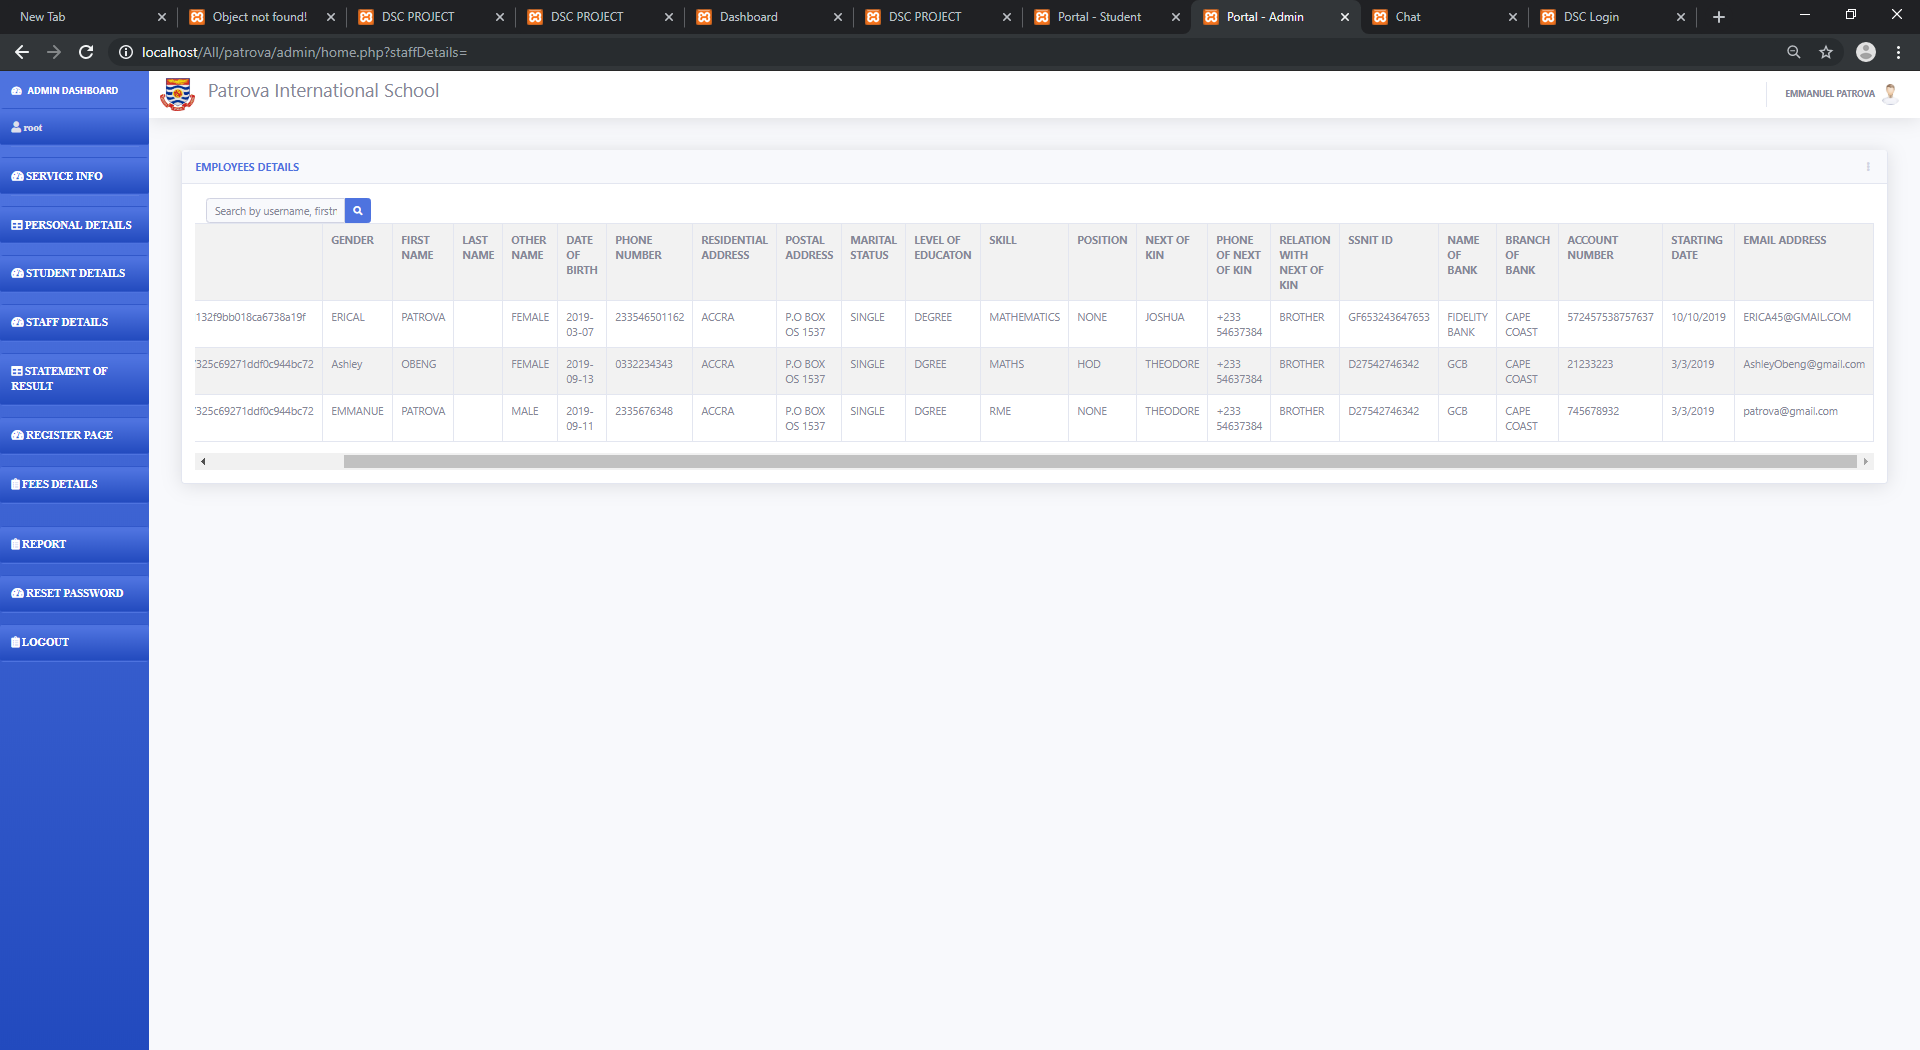 New Tab
Object not found!
DSC PROJECT
DSC PROJECT
Dashboard
DSC PROJECT
Portal - Student
Portal - Admin
Chat
DSC Login
localhost/All/patrova/admin/home.php?staffDetails=
ADMIN DASHBOARD
root
SERVICE INFO
PERSONAL DETAILS
STUDENT DETAILS
STAFF DETAILS
STATEMENT OF
RESULT
REGISTER PAGE
FEES DETAILS
REPORT
RESET PASSWORD
LOGOUT
Patrova International School
EMMANUEL PATROVA
EMPLOYEES DETAILS
Search by username, firstr
GENDER FIRST NAME LAST NAME OTHER NAME DATE OF BIRTH PHONE NUMBER RESIDENTIAL ADDRESS POSTAL ADDRESS MARITAL STATUS LEVEL OF EDUCATON SKILL POSITION NEXT OF KIN PHONE OF NEXT OF KIN RELATION WITH NEXT OF KIN SSNIT ID NAME OF BANK BRANCH OF BANK ACCOUNT NUMBER STARTING DATE EMAIL ADDRESS
132f9bb018ca6738a19f ERICAL PATROVA FEMALE 2019-03-07 233546501162 ACCRA P.O BOX OS 1537 SINGLE DEGREE MATHEMATICS NONE JOSHUA +233 54637384 BROTHER GF653243647653 FIDELITY BANK CAPE COAST 572457538757637 10/10/2019 ERICA45@GMAIL.COM
325c69271ddf0c944bc72 Ashley OBENG FEMALE 2019-09-13 0332234343 ACCRA P.O BOX OS 1537 SINGLE DGREE MATHS HOD THEODORE +233 54637384 BROTHER D27542746342 GCB CAPE COAST 21233223 3/3/2019 AshleyObeng@gmail.com
325c69271ddf0c944bc72 EMMANUE PATROVA MALE 2019-09-11 2335676348 ACCRA P.O BOX OS 1537 SINGLE DGREE RME NONE THEODORE +233 54637384 BROTHER D27542746342 GCB CAPE COAST 745678932 3/3/2019 patrova@gmail.com